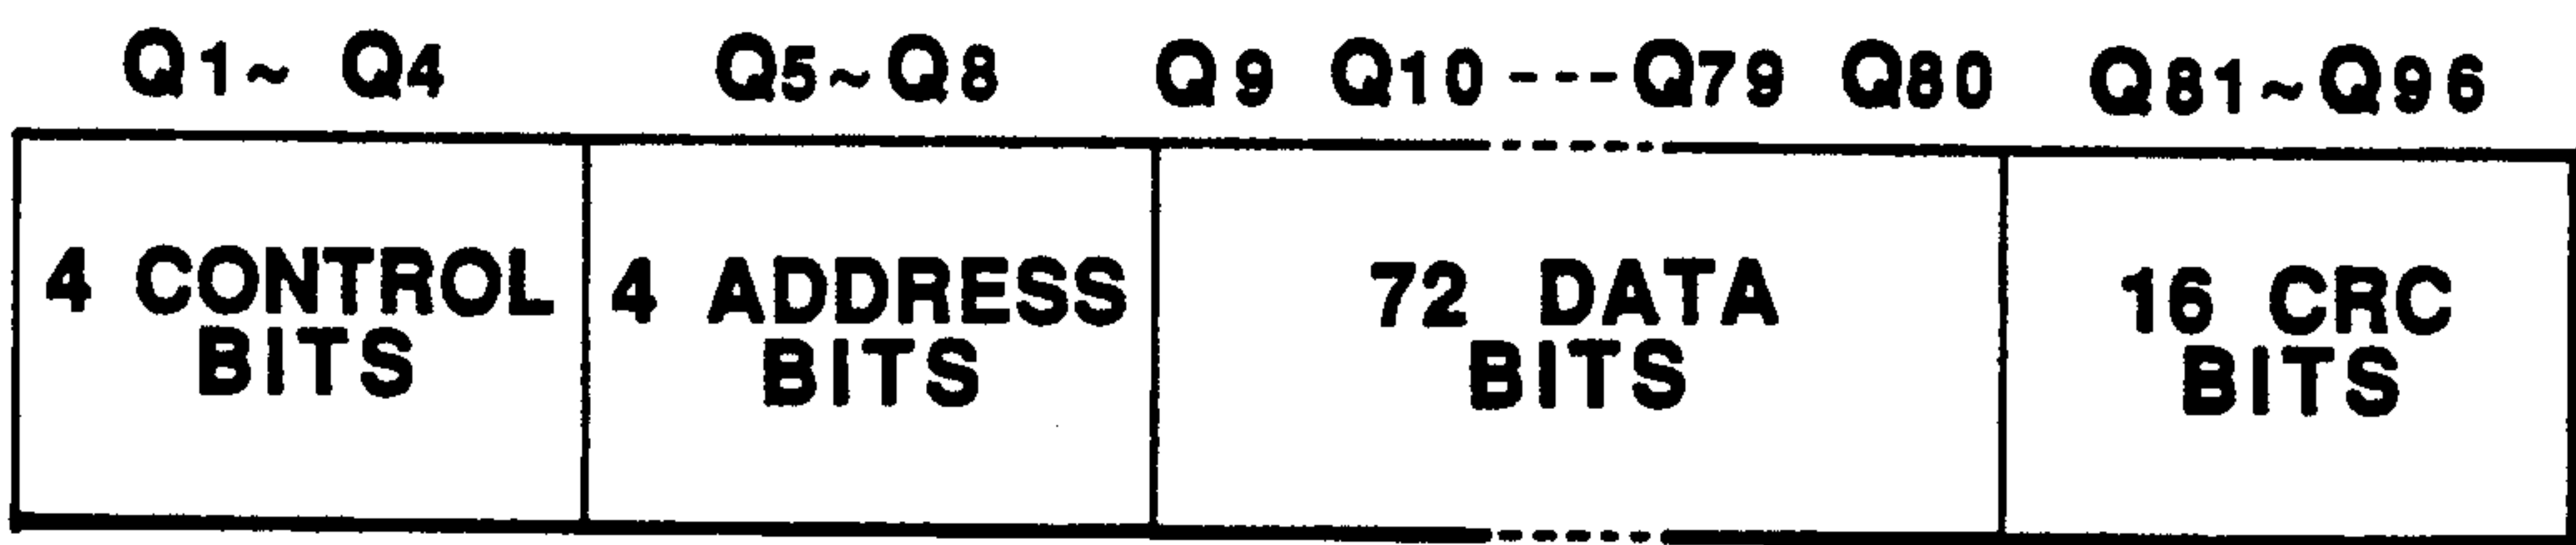 Q1~ Q4 Q5~Q8 Q9 Q10---Q79 Q80 Q81~Q96
4 CONTROL
BITS
4 ADDRESS
BITS
72 DATA
BITS
16 CRC
BITS